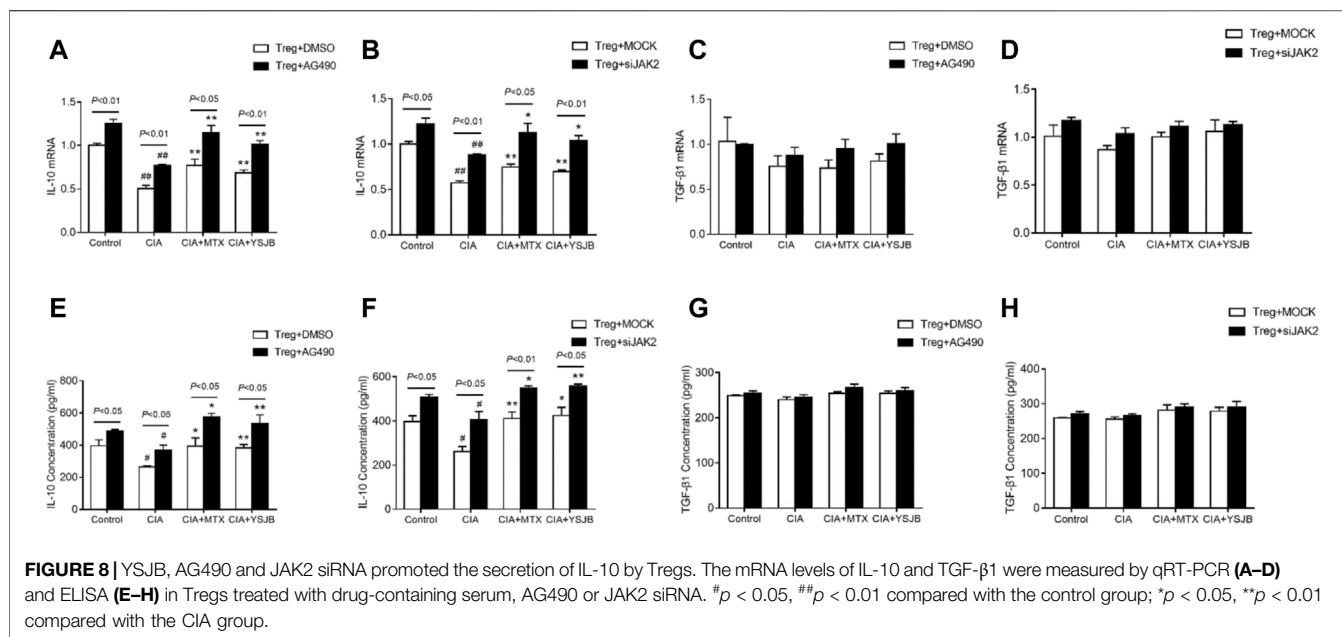 A
Treg+DMSO
Treg+AG490
P<0.01
P<0.01
P<0.05
P<0.01
## ## ** ** ** **
IL-10 mRNA
1.5
1.0
0.5
0.0
Control CIA CIA+MTX CIA+YSJB
B
Treg+MOCK
Treg+siJAK2
P<0.05
P<0.01
P<0.05
P<0.01
## ## ** * ** *
IL-10 mRNA
1.5
1.0
0.5
0.0
Control CIA CIA+MTX CIA+YSJB
C
Treg+DMSO
Treg+AG490
TGF-β1 mRNA
1.5
1.0
0.5
0.0
Control CIA CIA+MTX CIA+YSJB
D
Treg+MOCK
Treg+siJAK2
TGF-β1 mRNA
1.5
1.0
0.5
0.0
Control CIA CIA+MTX CIA+YSJB
E
Treg+DMSO
Treg+AG490
P<0.05
P<0.05
P<0.05
P<0.05
# # * * ** **
IL-10 Concentration (pg/ml)
800
600
400
200
0
Control CIA CIA+MTX CIA+YSJB
F
Treg+MOCK
Treg+siJAK2
P<0.05
P<0.05
P<0.01
P<0.05
# # ** * * **
IL-10 Concentration (pg/ml)
600
400
200
0
Control CIA CIA+MTX CIA+YSJB
G
Treg+DMSO
Treg+AG490
TGF-β1 Concentration (pg/ml)
300
200
100
0
Control CIA CIA+MTX CIA+YSJB
H
Treg+MOCK
Treg+siJAK2
TGF-β1 Concentration (pg/ml)
400
300
200
100
0
Control CIA CIA+MTX CIA+YSJB
FIGURE 8 | YSJB, AG490 and JAK2 siRNA promoted the secretion of IL-10 by Tregs. The mRNA levels of IL-10 and TGF-β1 were measured by qRT-PCR (A–D)
and ELISA (E–H) in Tregs treated with drug-containing serum, AG490 or JAK2 siRNA. #p < 0.05, ##p < 0.01 compared with the control group; *p < 0.05, **p < 0.01
compared with the CIA group.